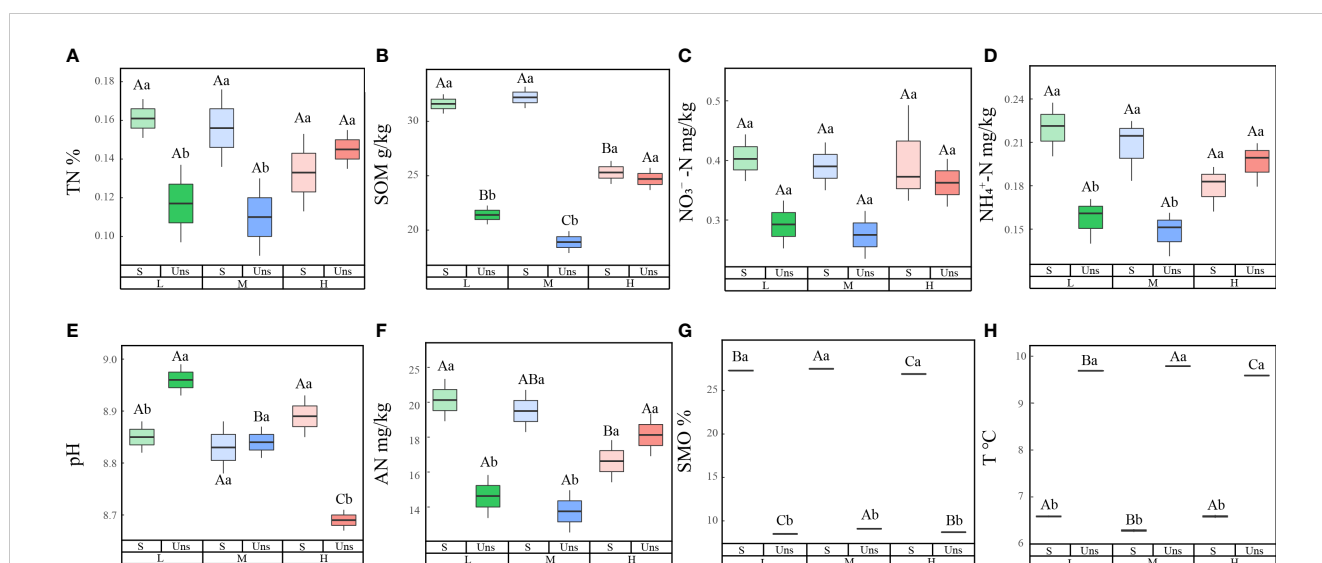 A
TN %
0.18
0.16
0.14
0.12
0.10
Aa
Ab
Aa
Ab
Aa
Aa
S Uns S Uns S Uns
L M H
B
SOM g/kg
30
25
20
Aa
Bb
Aa
Cb
Ba
Aa
S Uns S Uns S Uns
L M H
C
NO₃⁻ -N mg/kg
0.5
0.4
0.3
Aa
Aa
Aa
Aa
Aa
Aa
S Uns S Uns S Uns
L M H
D
NH₄⁺-N mg/kg
0.24
0.21
0.18
0.15
Aa
Ab
Aa
Ab
Aa
Aa
S Uns S Uns S Uns
L M H
E
pH
9.0
8.9
8.8
8.7
Ab
Aa
Aa
Ba
Aa
Cb
S Uns S Uns S Uns
L M H
F
AN mg/kg
20
25
18
16
14
Aa
Ab
ABa
Ab
Ba
Aa
S Uns S Uns S Uns
L M H
G
SMO %
25
20
15
10
Ba
Cb
Aa
Ab
Ca
Bb
S Uns S Uns S Uns
L M H
H
T °C
10
9
8
7
6
Ab
Ba
Bb
Aa
Ab
Ca
S Uns S Uns S Uns
L M H